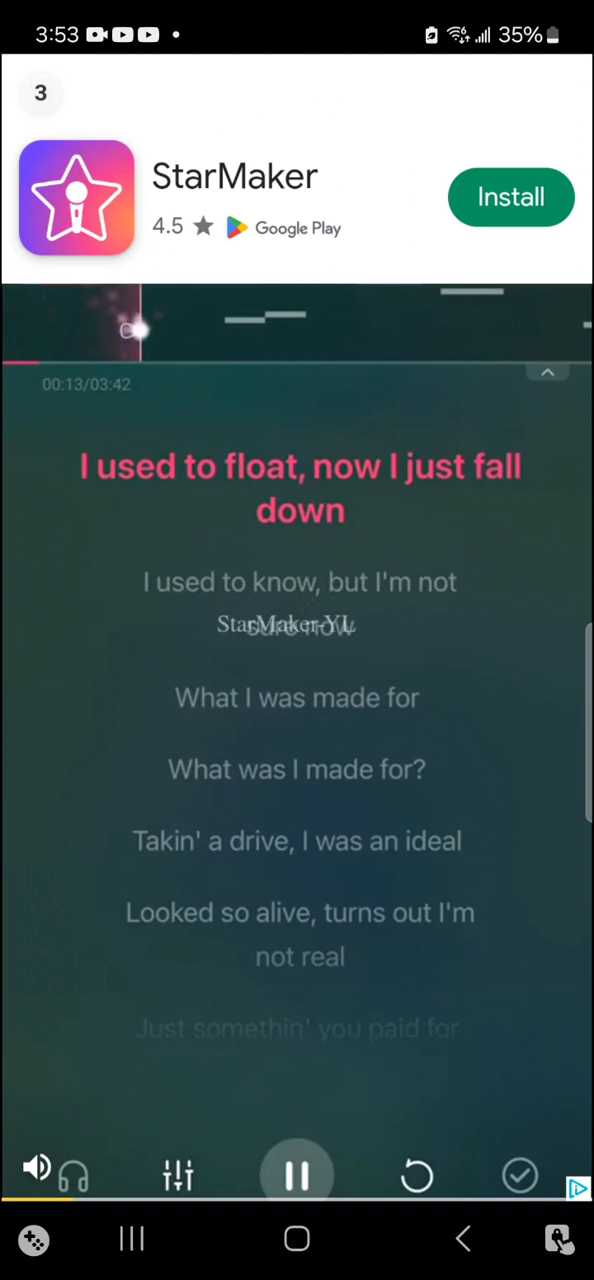 3:53
35%
3
StarMaker
Install
4.5 ★ Google Play
00:13/03:42
I used to float, now I just fall
down
I used to know, but I'm not
StarMaker-YL
sure now
What I was made for
What was I made for?
Takin' a drive, I was an ideal
Looked so alive, turns out I'm
not real
Just somethin' you paid for